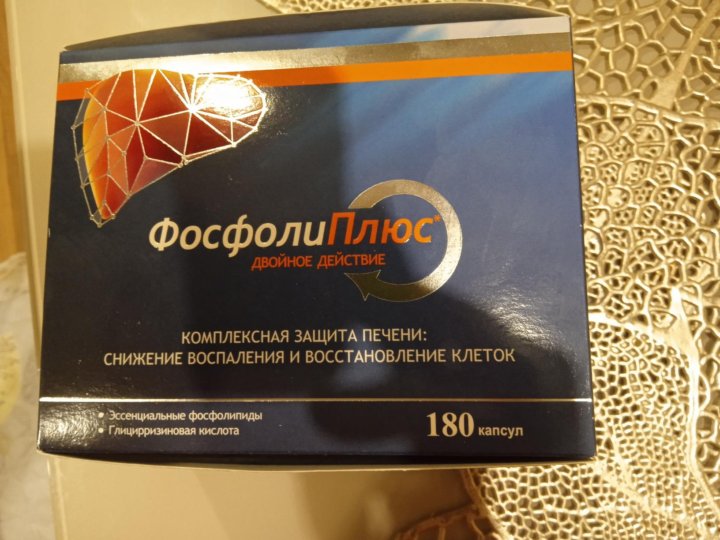 ФосфолиПлюс*
ДВОЙНОЕ ДЕЙСТВИЕ
КОМПЛЕКСНАЯ ЗАЩИТА ПЕЧЕНИ:
СНИЖЕНИЕ ВОСПАЛЕНИЯ И ВОССТАНОВЛЕНИЕ КЛЕТОК
• Эссенциальные фосфолипиды
• Глицирризиновая кислота
180 капсул